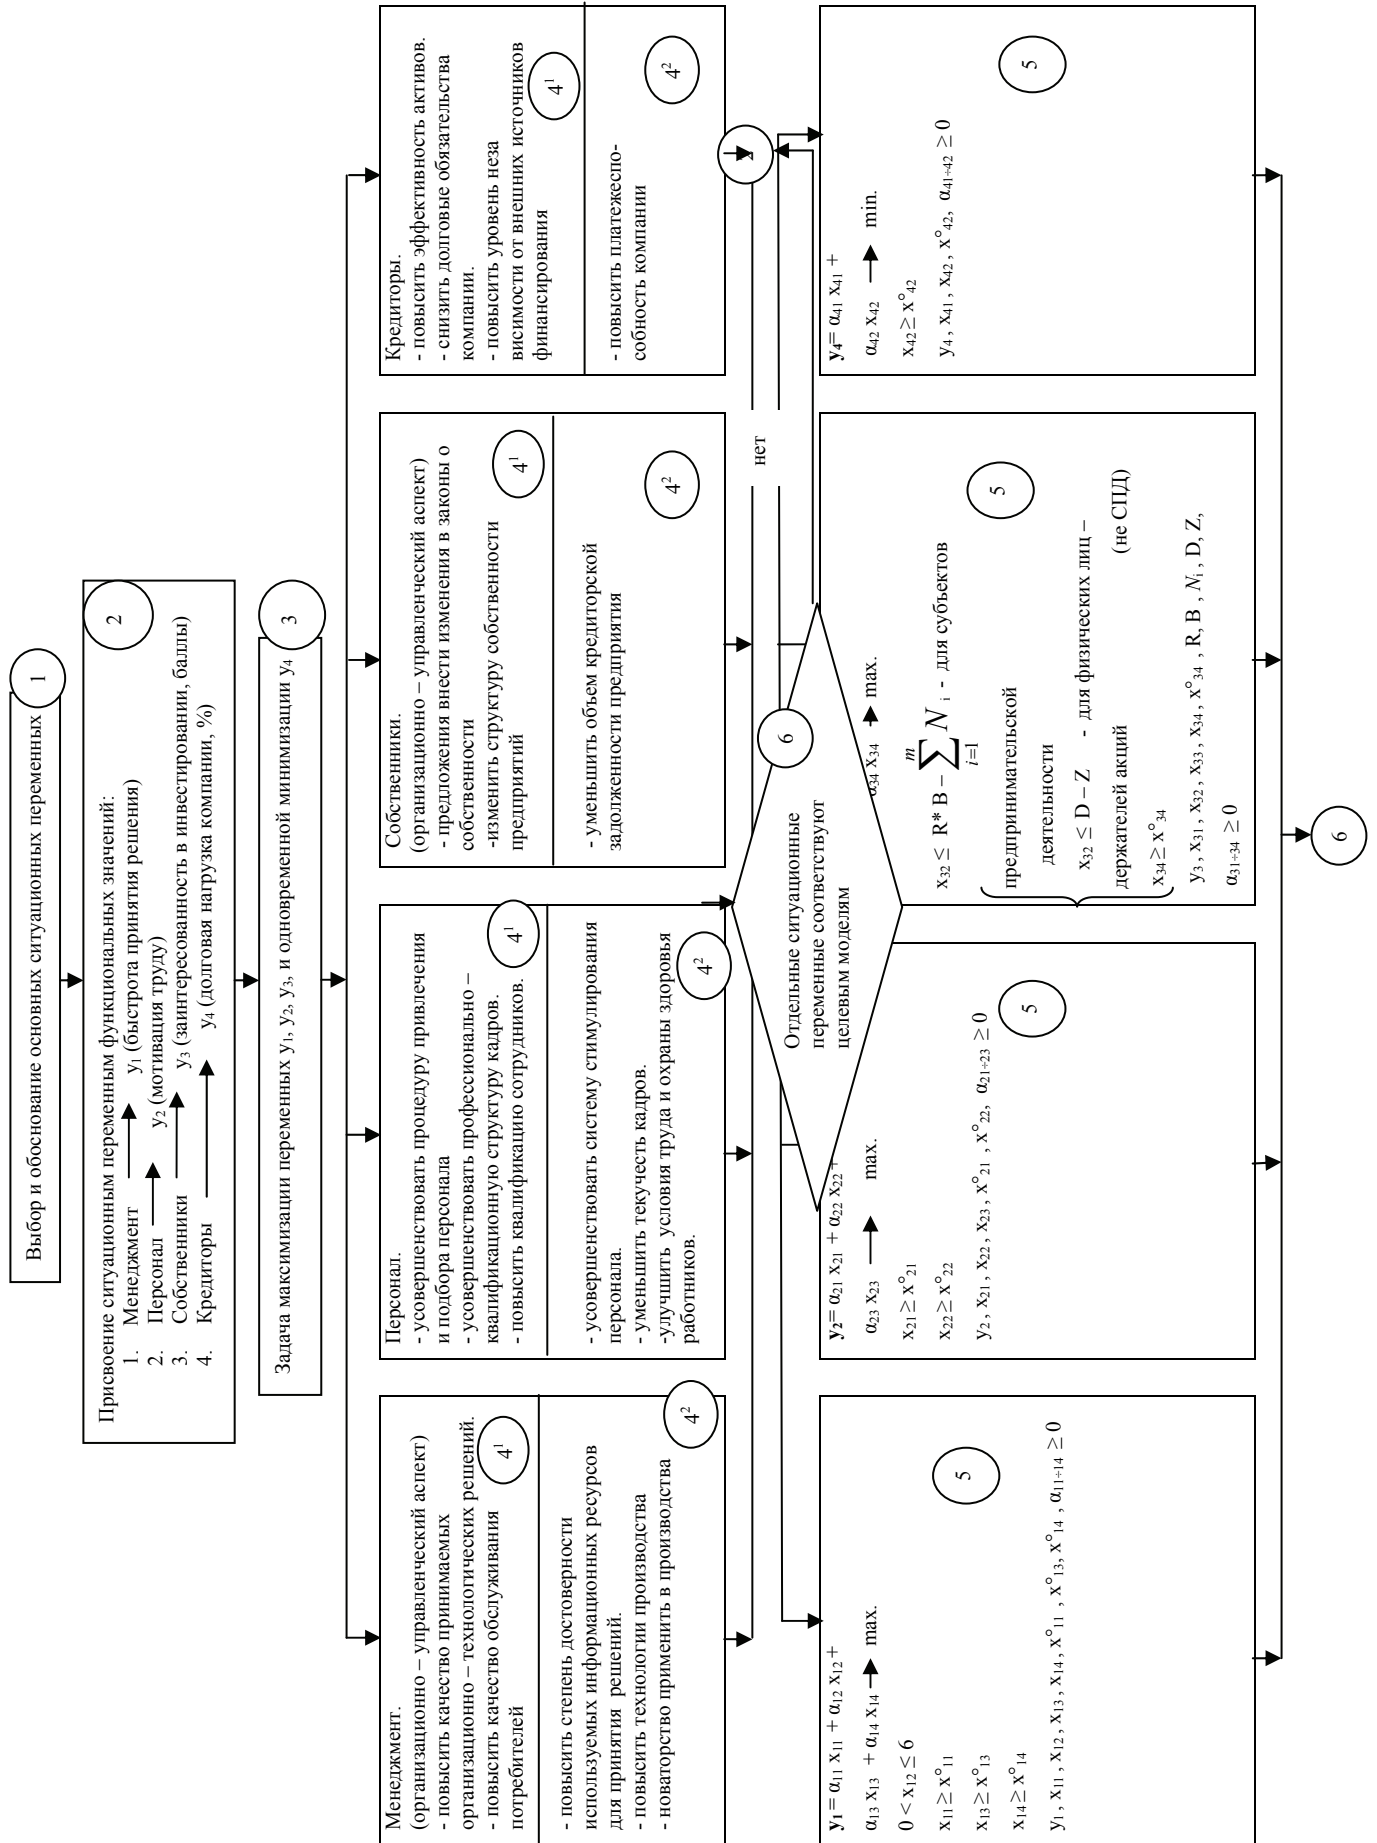 Выбор и обоснование основных ситуационных переменных
1
Присвоение ситуационным переменным функциональных значений:
1. Менеджмент y₁ (быстрота принятия решения)
2. Персонал y₂ (мотивация труду)
3. Собственники y₃ (заинтересованность в инвестировании, баллы)
4. Кредиторы y₄ (долговая нагрузка компании, %)
2
Задача максимизации переменных y₁, y₂, y₃, и одновременной минимизации y₄
3
Менеджмент.
(организационно – управленческий аспект)
- повысить качество принимаемых
организационно – технологических решений.
- повысить качество обслуживания
потребителей
4¹
- повысить степень достоверности
используемых информационных ресурсов
для принятия решений.
- повысить технологии производства
- новаторство применить в производства
4²
Персонал.
- усовершенствовать процедуру привлечения
и подбора персонала
- усовершенствовать профессионально –
квалификационную структуру кадров.
- повысить квалификацию сотрудников.
4¹
- усовершенствовать систему стимулирования
персонала.
- уменьшить текучесть кадров.
-улучшить условия труда и охраны здоровья
работников.
4²
Собственники.
(организационно – управленческий аспект)
- предложения внести изменения в законы о
собственности
-изменить структуру собственности
предприятий
4¹
- уменьшить объем кредиторской
задолженности предприятия
4²
Кредиторы.
- повысить эффективность активов.
- снизить долговые обязательства
компании.
- повысить уровень неза
висимости от внешних источников
финансирования
4¹
- повысить платежеспо-
собность компании
4²
нет
6
Отдельные ситуационные
переменные соответствуют
целевым моделям
y₁= α₁₁ x₁₁ + α₁₂ x₁₂ +
α₁₃ x₁₃ + α₁₄ x₁₄ max.
0 < x₁₂ ≤ 6
x₁₁ ≥ x°₁₁
x₁₃ ≥ x°₁₃
x₁₄ ≥ x°₁₄
y₁ , x₁₁ , x₁₂ , x₁₃ , x₁₄ , x°₁₁ , x°₁₃, x°₁₄ , α₁₁÷₁₄ ≥ 0
5
y₂= α₂₁ x₂₁ + α₂₂ x₂₂ +
α₂₃ x₂₃ max.
x₂₁ ≥ x°₂₁
x₂₂ ≥ x°₂₂
y₂ , x₂₁ , x₂₂ , x₂₃ , x°₂₁ , x°₂₂, α₂₁÷₂₃ ≥ 0
5
α₃₄ x₃₄ max.
x₃₂ ≤ R* B – ∑ᵢ₌₁ᵐ Nᵢ - для субъектов
предпринимательской
деятельности
x₃₂ ≤ D – Z - для физических лиц –
держателей акций (не СПД)
x₃₄ ≥ x°₃₄
y₃ , x₃₁ , x₃₂ , x₃₃ , x₃₄ , x°₃₄ , R, B , Nᵢ , D, Z,
α₃₁÷₃₄ ≥ 0
5
y₄= α₄₁ x₄₁ +
α₄₂ x₄₂ min.
x₄₂ ≥ x°₄₂
y₄ , x₄₁ , x₄₂ , x°₄₂, α₄₁÷₄₂ ≥ 0
5
6